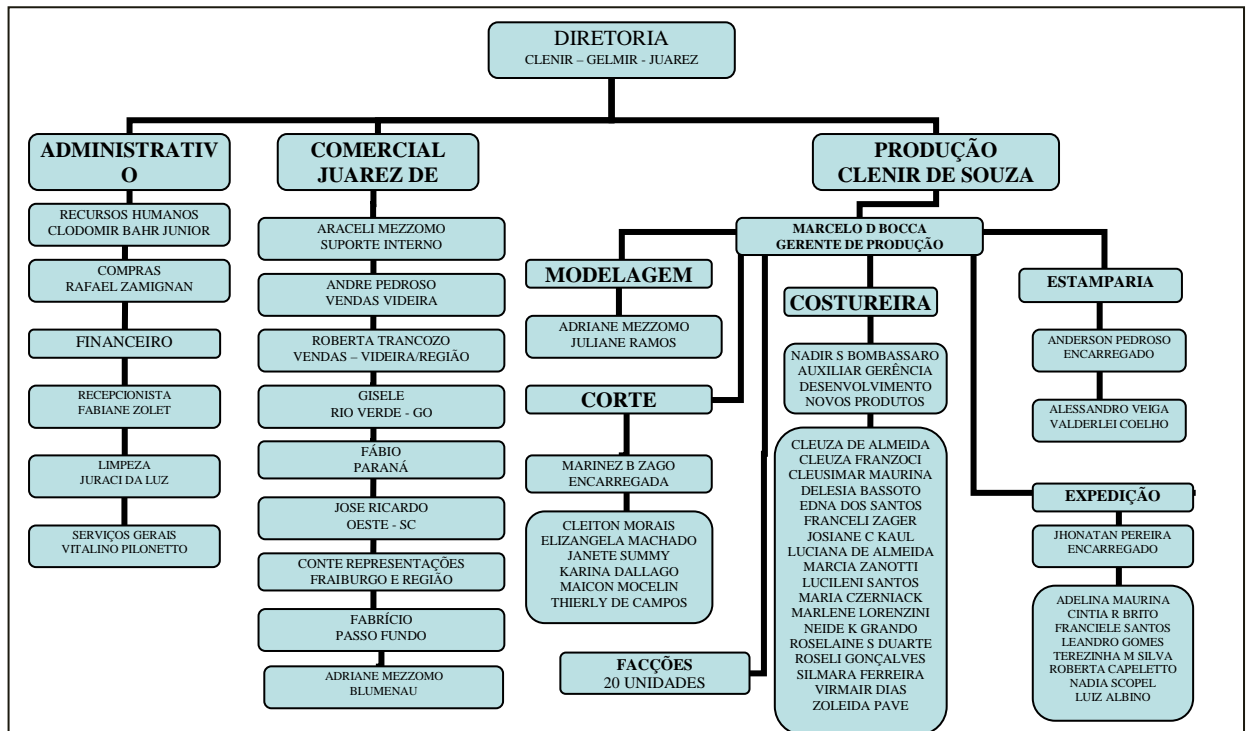 DIRETORIA
CLENIR – GELMIR - JUAREZ
ADMINISTRATIV
O
RECURSOS HUMANOS
CLODOMIR BAHR JUNIOR
COMPRAS
RAFAEL ZAMIGNAN
FINANCEIRO
RECEPCIONISTA
FABIANE ZOLET
LIMPEZA
JURACI DA LUZ
SERVIÇOS GERAIS
VITALINO PILONETTO
COMERCIAL
JUAREZ DE
ARACELI MEZZOMO
SUPORTE INTERNO
ANDRE PEDROSO
VENDAS VIDEIRA
ROBERTA TRANCOZO
VENDAS – VIDEIRA/REGIÃO
GISELE
RIO VERDE - GO
FÁBIO
PARANÁ
JOSE RICARDO
OESTE - SC
CONTE REPRESENTAÇÕES
FRAIBURGO E REGIÃO
FABRÍCIO
PASSO FUNDO
ADRIANE MEZZOMO
BLUMENAU
PRODUÇÃO
CLENIR DE SOUZA
MARCELO D BOCCA
GERENTE DE PRODUÇÃO
MODELAGEM
ADRIANE MEZZOMO
JULIANE RAMOS
CORTE
MARINEZ B ZAGO
ENCARREGADA
CLEITON MORAIS
ELIZANGELA MACHADO
JANETE SUMMY
KARINA DALLAGO
MAICON MOCELIN
THIERLY DE CAMPOS
FACÇÕES
20 UNIDADES
COSTUREIRA
NADIR S BOMBASSARO
AUXILIAR GERÊNCIA
DESENVOLVIMENTO
NOVOS PRODUTOS
CLEUZA DE ALMEIDA
CLEUZA FRANZOCI
CLEUSIMAR MAURINA
DELESIA BASSOTO
EDNA DOS SANTOS
FRANCELI ZAGER
JOSIANE C KAUL
LUCIANA DE ALMEIDA
MARCIA ZANOTTI
LUCILENI SANTOS
MARIA CZERNIACK
MARLENE LORENZINI
NEIDE K GRANDO
ROSELAINE S DUARTE
ROSELI GONÇALVES
SILMARA FERREIRA
VIRMAIR DIAS
ZOLEIDA PAVE
ESTAMPARIA
ANDERSON PEDROSO
ENCARREGADO
ALESSANDRO VEIGA
VALDERLEI COELHO
EXPEDIÇÃO
JHONATAN PEREIRA
ENCARREGADO
ADELINA MAURINA
CINTIA R BRITO
FRANCIELE SANTOS
LEANDRO GOMES
TEREZINHA M SILVA
ROBERTA CAPELETTO
NADIA SCOPEL
LUIZ ALBINO